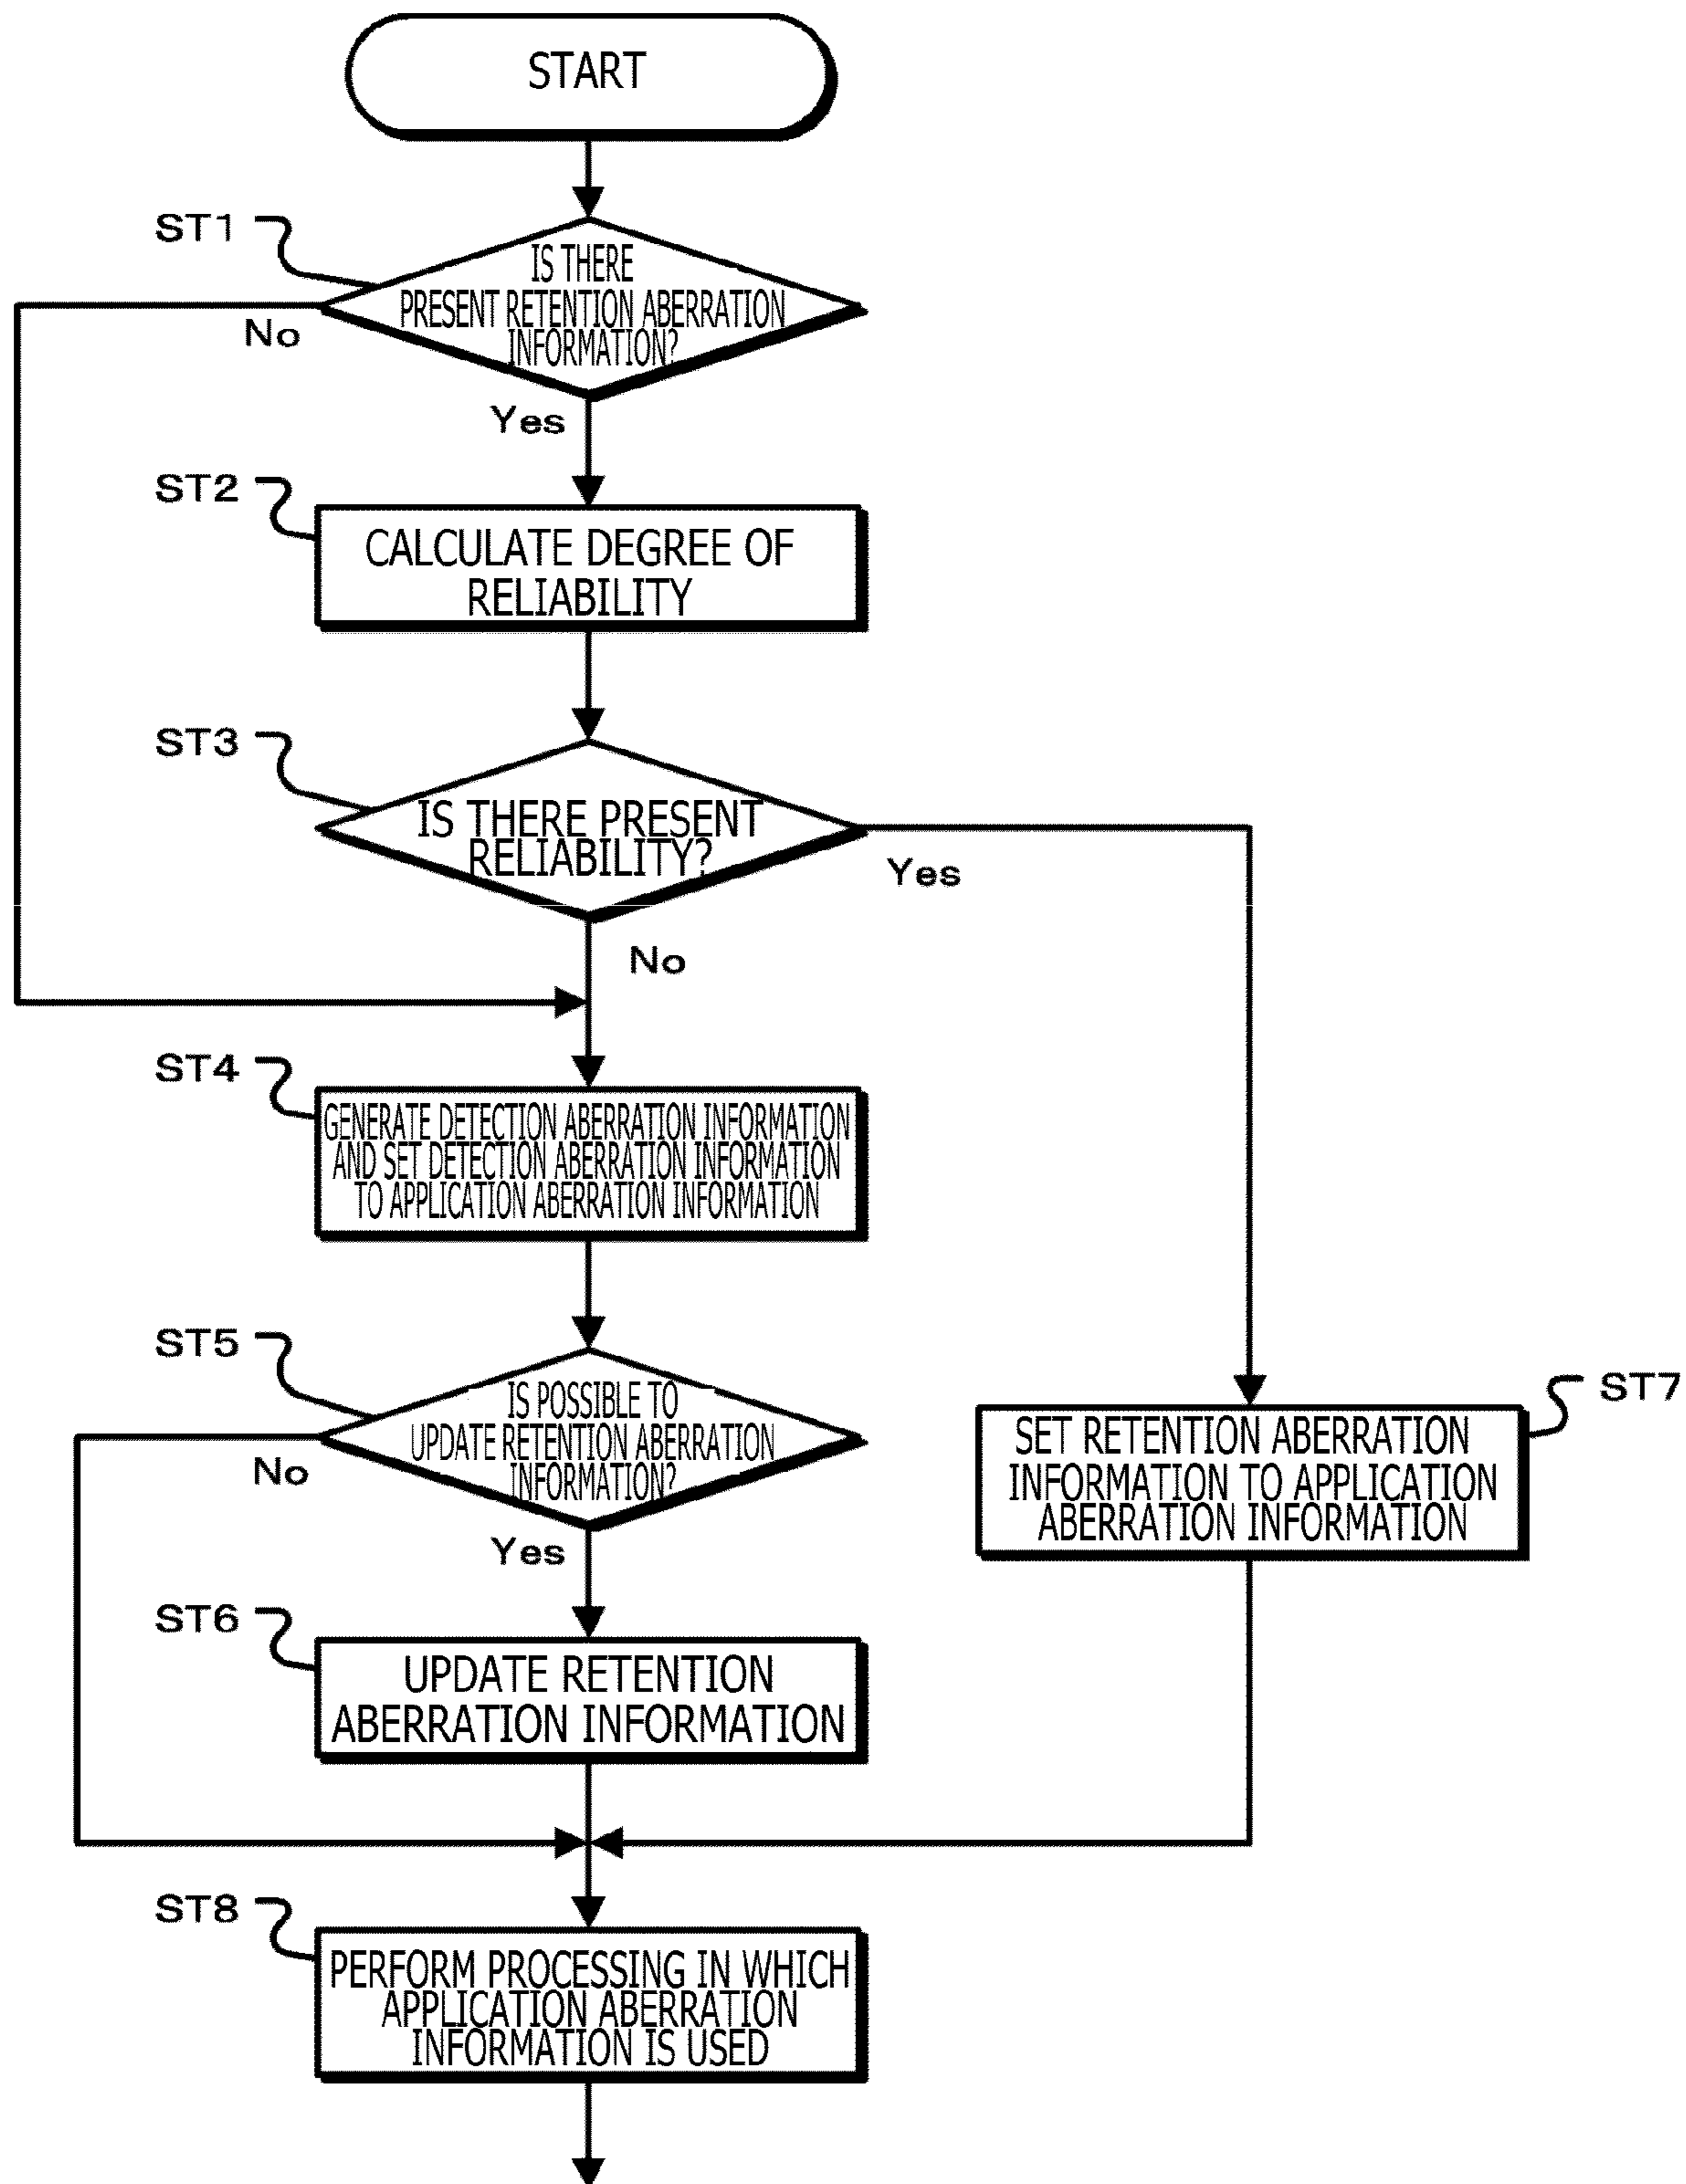 START
ST1
IS THERE
PRESENT RETENTION ABERRATION
INFORMATION?
No
Yes
ST2
CALCULATE DEGREE OF
RELIABILITY
ST3
IS THERE PRESENT
RELIABILITY?
Yes
No
ST4
GENERATE DETECTION ABERRATION INFORMATION
AND SET DETECTION ABERRATION INFORMATION
TO APPLICATION ABERRATION INFORMATION
ST5
IS POSSIBLE TO
UPDATE RETENTION ABERRATION
INFORMATION?
No
Yes
ST7
SET RETENTION ABERRATION
INFORMATION TO APPLICATION
ABERRATION INFORMATION
ST6
UPDATE RETENTION
ABERRATION INFORMATION
ST8
PERFORM PROCESSING IN WHICH
APPLICATION ABERRATION
INFORMATION IS USED